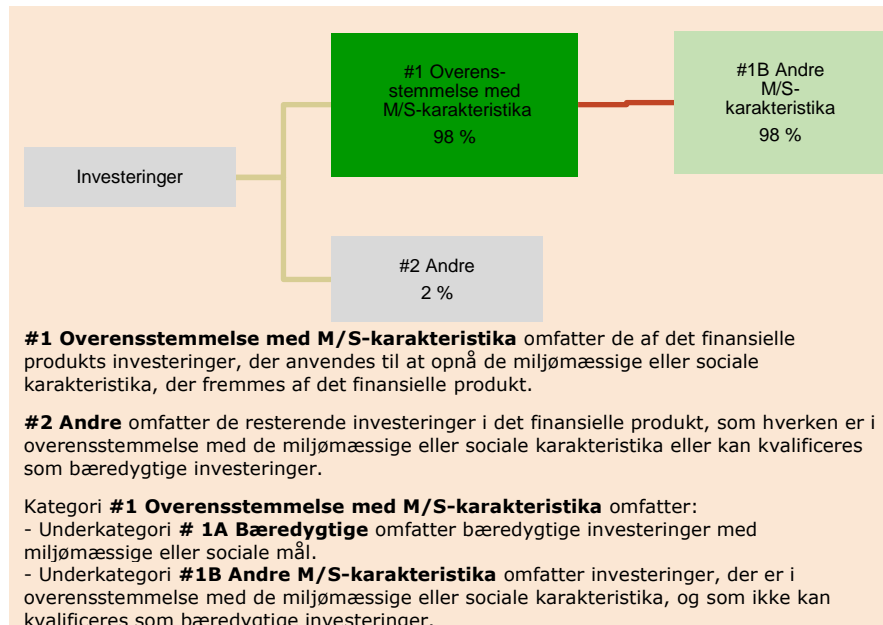 #1 Overens-
stemmelse med
M/S-karakteristika
98 %
#1B Andre
M/S-
karakteristika
98 %
Investeringer
#2 Andre
2 %
#1 Overensstemmelse med M/S-karakteristika omfatter de af det finansielle
produkts investeringer, der anvendes til at opnå de miljømæssige eller sociale
karakteristika, der fremmes af det finansielle produkt.
#2 Andre omfatter de resterende investeringer i det finansielle produkt, som hverken er i
overensstemmelse med de miljømæssige eller sociale karakteristika eller kan kvalificeres
som bæredygtige investeringer.
Kategori #1 Overensstemmelse med M/S-karakteristika omfatter:
- Underkategori # 1A Bæredygtige omfatter bæredygtige investeringer med
miljømæssige eller sociale mål.
- Underkategori #1B Andre M/S-karakteristika omfatter investeringer, der er i
overensstemmelse med de miljømæssige eller sociale karakteristika, og som ikke kan
kvalificeres som bæredygtige investeringer.